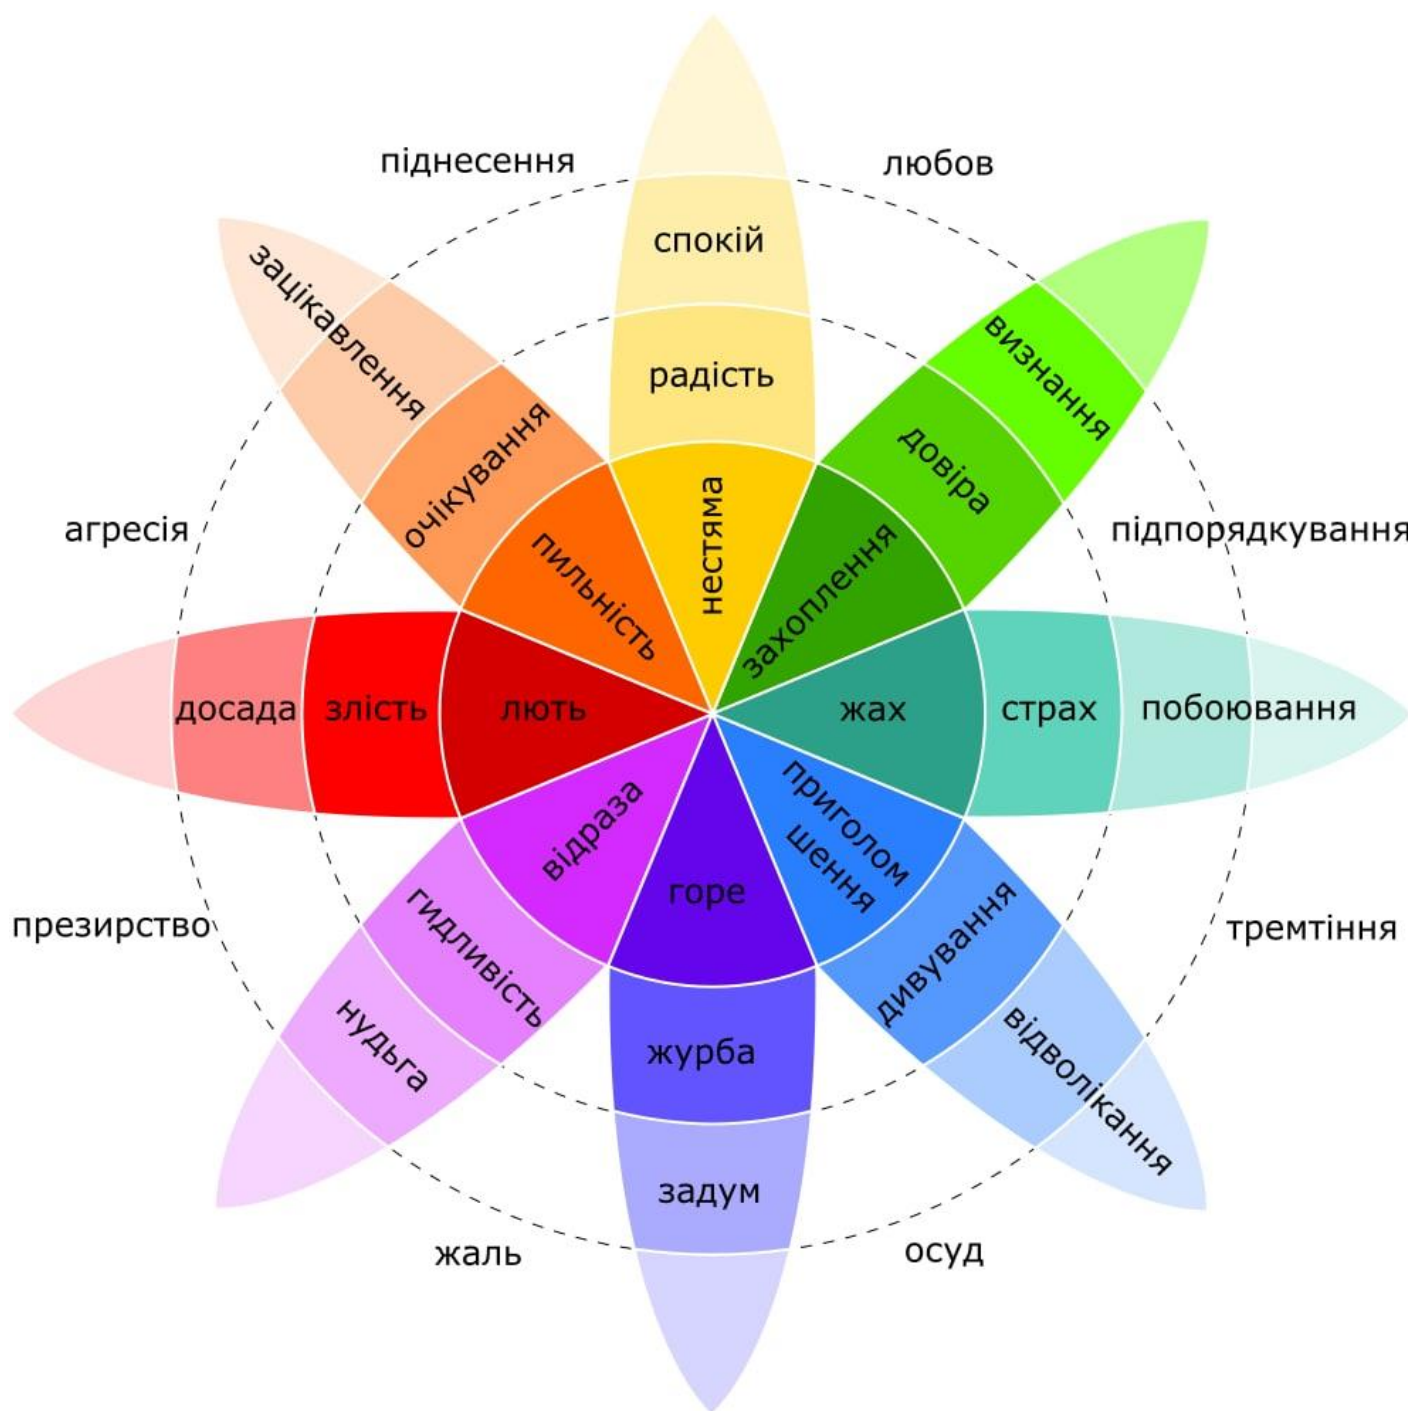 піднесення
любов
спокій
зацікавлення
визнання
радість
очікування
довіра
агресія
підпорядкування
нестяма
пильність
захоплення
досада
злість
лють
жах
страх
побоювання
відраза
приголом
шення
горе
презирство
гидливість
дивування
тремтіння
нудьга
журба
відволікання
задум
жаль
осуд